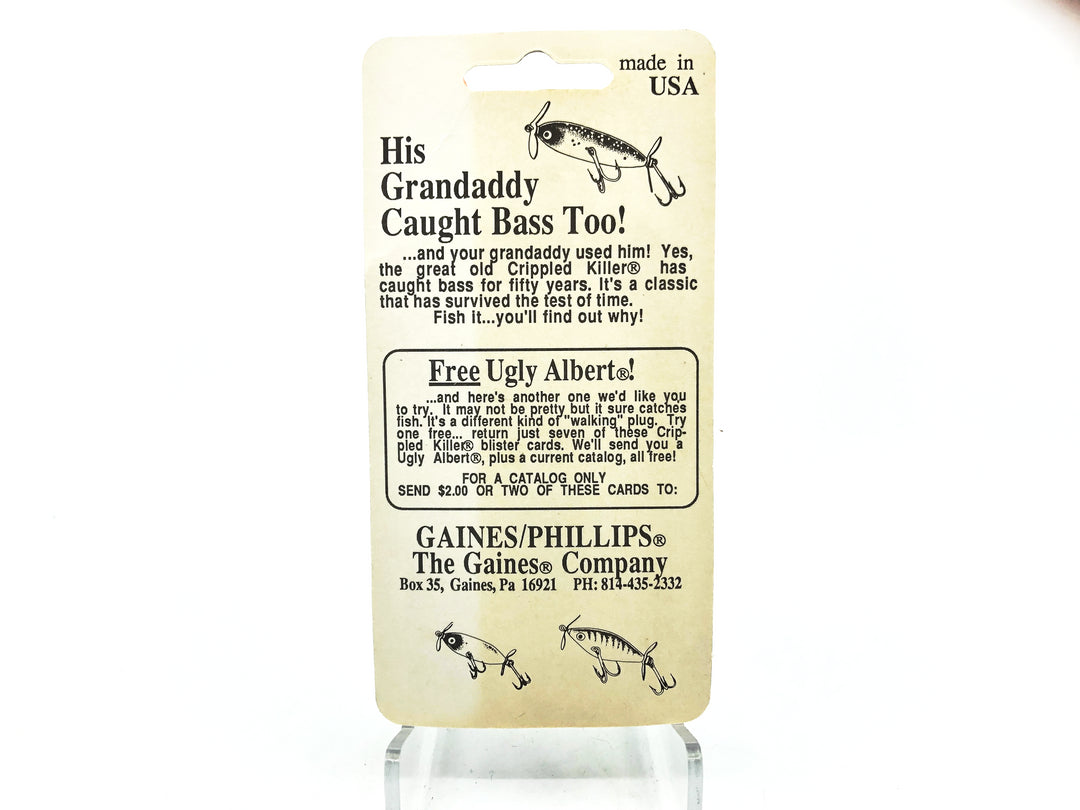 made in
USA
His
Grandaddy
Caught Bass Too!
...and your grandaddy used him! Yes,
the great old Crippled Killer® has
caught bass for fifty years. It's a classic
that has survived the test of time.
Fish it...you'll find out why!
Free Ugly Albert®!
...and here's another one we'd like you
to try. It may not be pretty but it sure catches
fish. It's a different kind of "walking" plug. Try
one free... return just seven of these Crip-
pled Killer® blister cards. We'll send you a
Ugly Albert®, plus a current catalog, all free!
FOR A CATALOG ONLY
SEND $2.00 OR TWO OF THESE CARDS TO:
GAINES/PHILLIPS®
The Gaines® Company
Box 35, Gaines, Pa 16921 PH: 814-435-2332